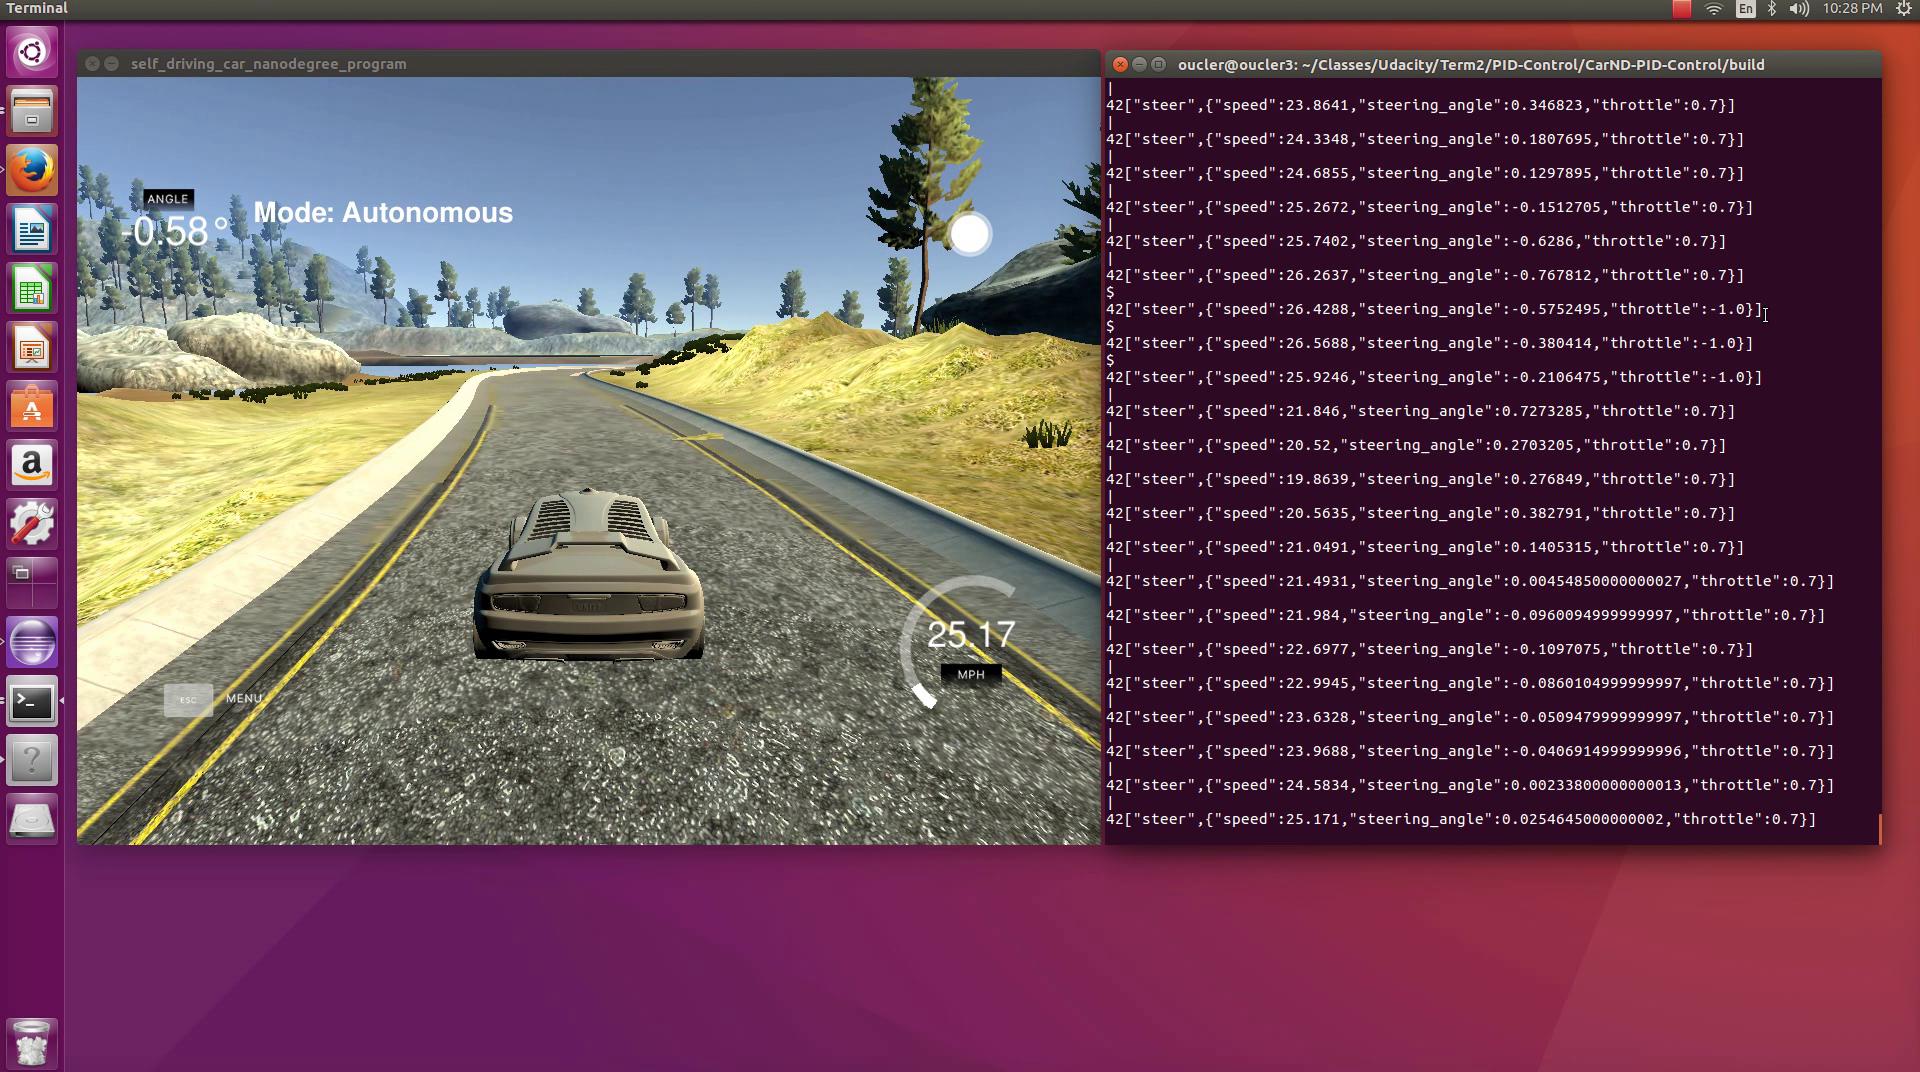 Terminal
En
10:28 PM
self_driving_car_nanodegree_program
ANGLE
-0.58°
Mode: Autonomous
25.17
MPH
ESC
MENU
oucler@oucler3: ~/Classes/Udacity/Term2/PID-Control/CarND-PID-Control/build
|
42["steer",{"speed":23.8641,"steering_angle":0.346823,"throttle":0.7}]
|
42["steer",{"speed":24.3348,"steering_angle":0.1807695,"throttle":0.7}]
|
42["steer",{"speed":24.6855,"steering_angle":0.1297895,"throttle":0.7}]
|
42["steer",{"speed":25.2672,"steering_angle":-0.1512705,"throttle":0.7}]
|
42["steer",{"speed":25.7402,"steering_angle":-0.6286,"throttle":0.7}]
|
42["steer",{"speed":26.2637,"steering_angle":-0.767812,"throttle":0.7}]
$
42["steer",{"speed":26.4288,"steering_angle":-0.5752495,"throttle":-1.0}]
$
42["steer",{"speed":26.5688,"steering_angle":-0.380414,"throttle":-1.0}]
$
42["steer",{"speed":25.9246,"steering_angle":-0.2106475,"throttle":-1.0}]
|
42["steer",{"speed":21.846,"steering_angle":0.7273285,"throttle":0.7}]
|
42["steer",{"speed":20.52,"steering_angle":0.2703205,"throttle":0.7}]
|
42["steer",{"speed":19.8639,"steering_angle":0.276849,"throttle":0.7}]
|
42["steer",{"speed":20.5635,"steering_angle":0.382791,"throttle":0.7}]
|
42["steer",{"speed":21.0491,"steering_angle":0.1405315,"throttle":0.7}]
|
42["steer",{"speed":21.4931,"steering_angle":0.00454850000000027,"throttle":0.7}]
|
42["steer",{"speed":21.984,"steering_angle":-0.0960094999999997,"throttle":0.7}]
|
42["steer",{"speed":22.6977,"steering_angle":-0.1097075,"throttle":0.7}]
|
42["steer",{"speed":22.9945,"steering_angle":-0.0860104999999997,"throttle":0.7}]
|
42["steer",{"speed":23.6328,"steering_angle":-0.0509479999999997,"throttle":0.7}]
|
42["steer",{"speed":23.9688,"steering_angle":-0.0406914999999996,"throttle":0.7}]
|
42["steer",{"speed":24.5834,"steering_angle":0.00233800000000013,"throttle":0.7}]
|
42["steer",{"speed":25.171,"steering_angle":0.0254645000000002,"throttle":0.7}]